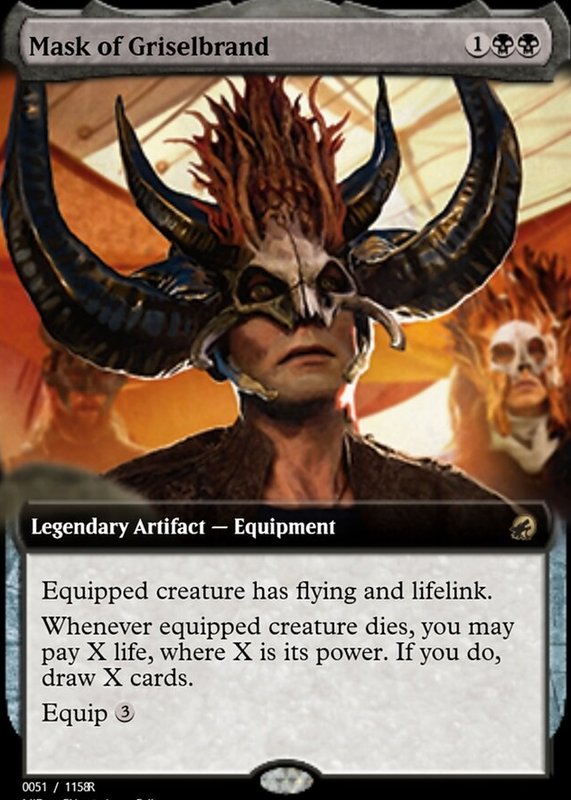 Mask of Griselbrand 1
Legendary Artifact — Equipment
Equipped creature has flying and lifelink.
Whenever equipped creature dies, you may
pay X life, where X is its power. If you do,
draw X cards.
Equip 3
0051 / 1158R